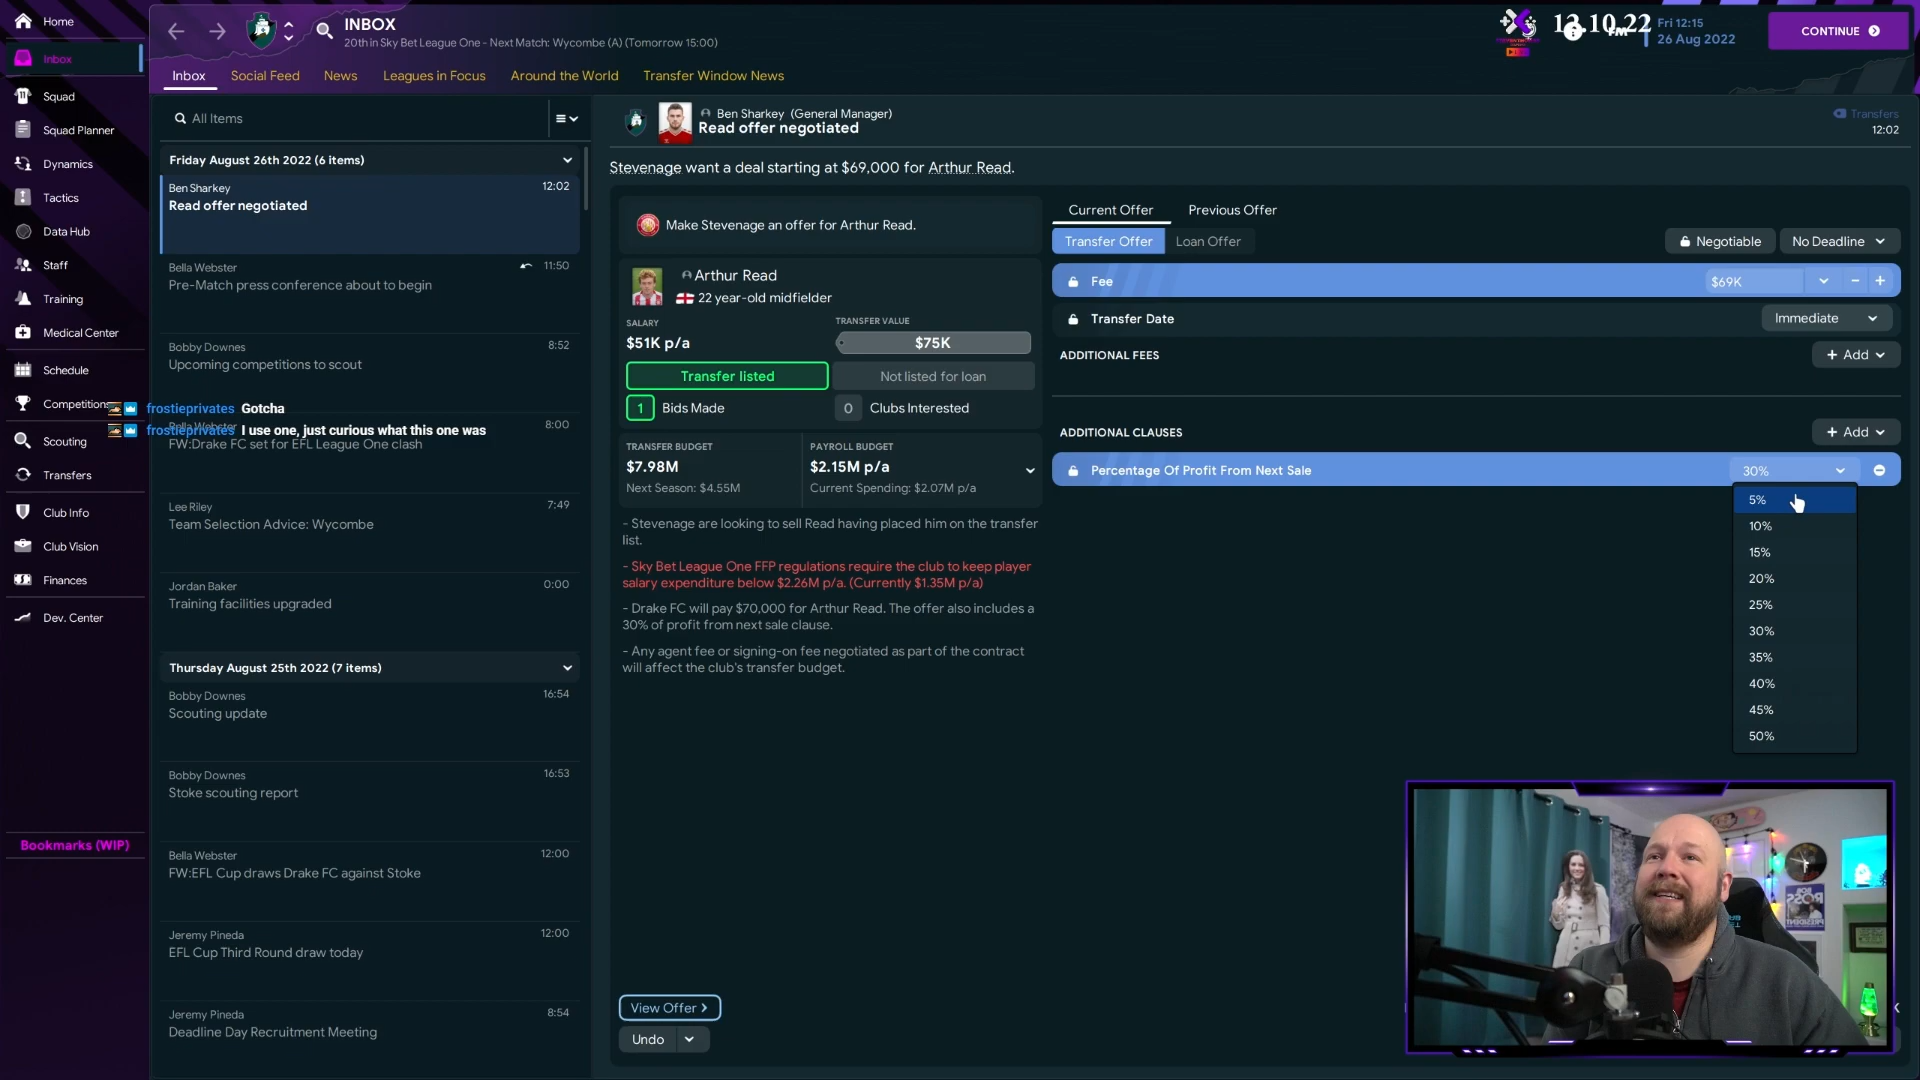 Home
Inbox
Squad
Squad Planner
Dynamics
Tactics
Data Hub
Staff
Training
Medical Center
Schedule
Competitions
Scouting
Transfers
Club Info
Club Vision
Finances
Dev. Center
Bookmarks (WIP)
INBOX
20th in Sky Bet League One - Next Match: Wycombe (A) (Tomorrow 15:00)
FM
Fri 12:15
26 Aug 2022
CONTINUE
Inbox
Social Feed
News
Leagues in Focus
Around the World
Transfer Window News
All Items
Friday August 26th 2022 (6 items)
Ben Sharkey
12:02
Read offer negotiated
Bella Webster
11:50
Pre-Match press conference about to begin
Bobby Downes
8:52
Upcoming competitions to scout
frostieprivates Gotcha
Bella Webster
8:00
frostieprivates I use one, just curious what this one was
FW:Drake FC set for EFL League One clash
Lee Riley
7:49
Team Selection Advice: Wycombe
Jordan Baker
0:00
Training facilities upgraded
Thursday August 25th 2022 (7 items)
Bobby Downes
16:54
Scouting update
Bobby Downes
16:53
Stoke scouting report
Bella Webster
12:00
FW:EFL Cup draws Drake FC against Stoke
Jeremy Pineda
12:00
EFL Cup Third Round draw today
Jeremy Pineda
8:54
Deadline Day Recruitment Meeting
Ben Sharkey (General Manager)
Read offer negotiated
Transfers
12:02
Stevenage want a deal starting at $69,000 for Arthur Read.
Make Stevenage an offer for Arthur Read.
Arthur Read
22 year-old midfielder
SALARY
$51K p/a
TRANSFER VALUE
$75K
Transfer listed
Not listed for loan
1 Bids Made
0 Clubs Interested
TRANSFER BUDGET
$7.98M
Next Season: $4.55M
PAYROLL BUDGET
$2.15M p/a
Current Spending: $2.07M p/a
- Stevenage are looking to sell Read having placed him on the transfer
list.
- Sky Bet League One FFP regulations require the club to keep player
salary expenditure below $2.26M p/a. (Currently $1.35M p/a)
- Drake FC will pay $70,000 for Arthur Read. The offer also includes a
30% of profit from next sale clause.
- Any agent fee or signing-on fee negotiated as part of the contract
will affect the club's transfer budget.
View Offer
Undo
Current Offer
Previous Offer
Transfer Offer
Loan Offer
Negotiable
No Deadline
Fee
$69K
Transfer Date
Immediate
ADDITIONAL FEES
+ Add
ADDITIONAL CLAUSES
+ Add
Percentage Of Profit From Next Sale
30%
5%
10%
15%
20%
25%
30%
35%
40%
45%
50%
BOB
ROSS
PRESIDENT